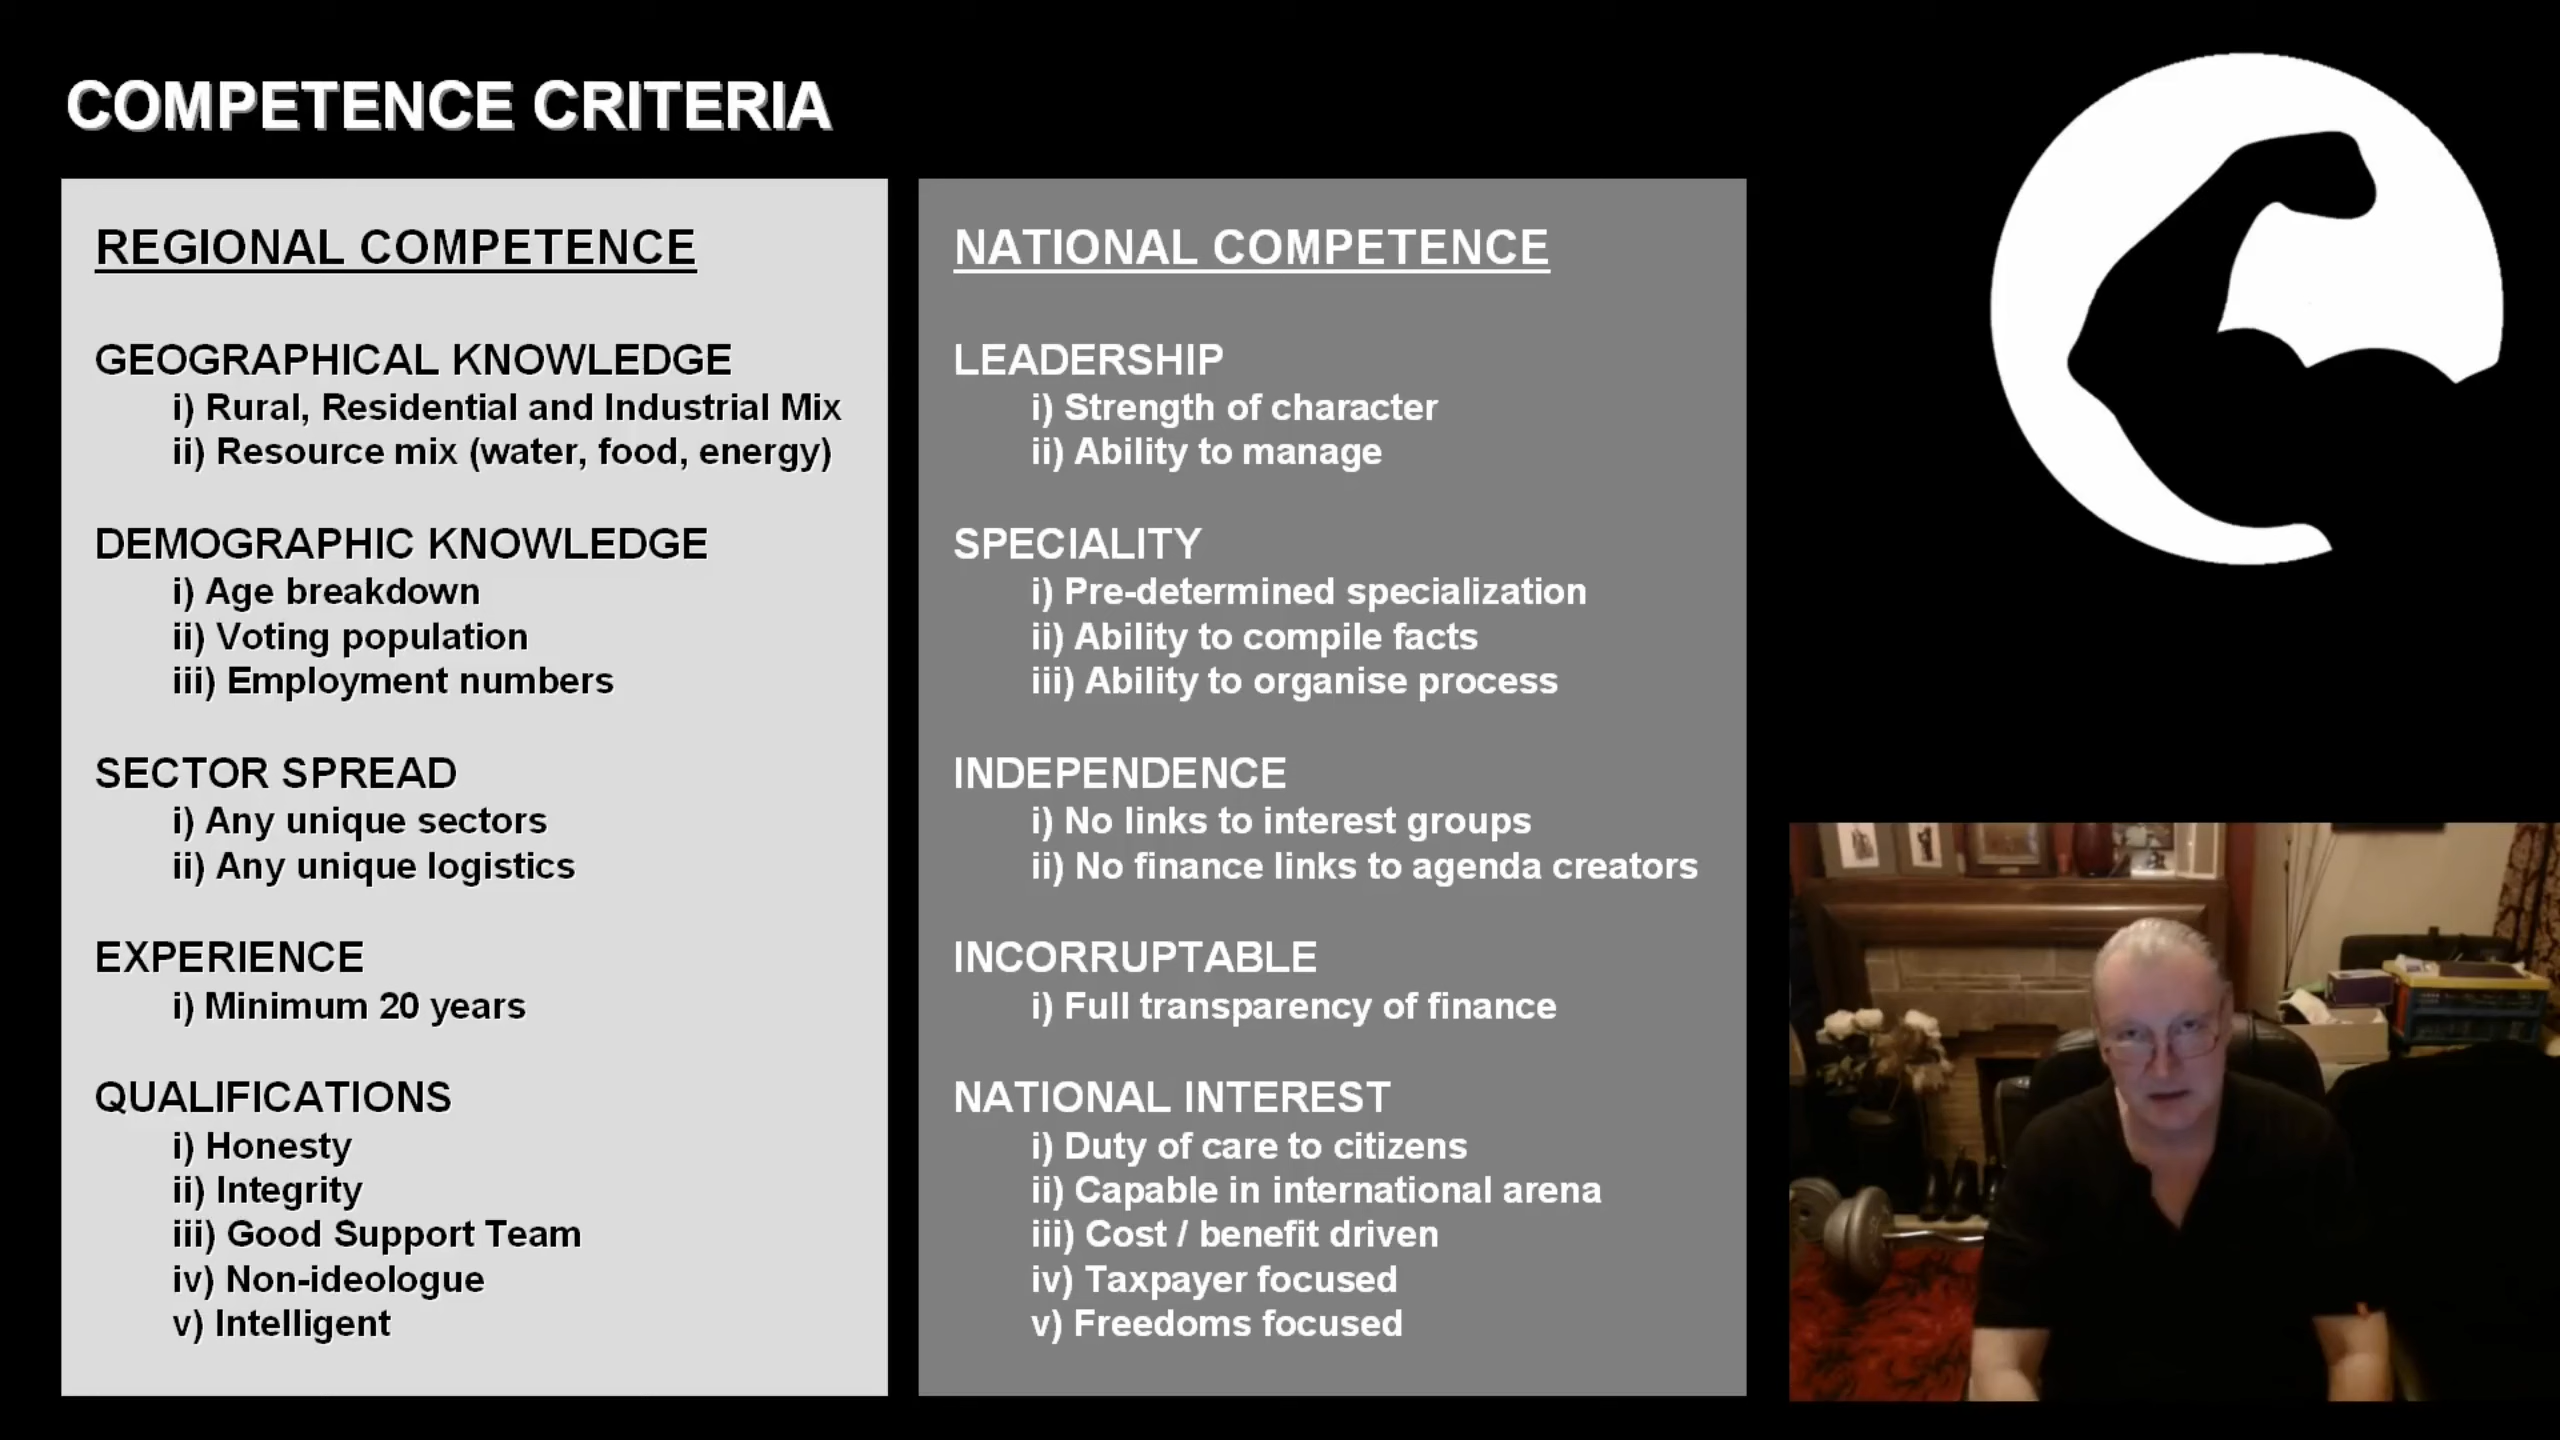 COMPETENCE CRITERIA
REGIONAL COMPETENCE
GEOGRAPHICAL KNOWLEDGE
i) Rural, Residential and Industrial Mix
ii) Resource mix (water, food, energy)
DEMOGRAPHIC KNOWLEDGE
i) Age breakdown
ii) Voting population
iii) Employment numbers
SECTOR SPREAD
i) Any unique sectors
ii) Any unique logistics
EXPERIENCE
i) Minimum 20 years
QUALIFICATIONS
i) Honesty
ii) Integrity
iii) Good Support Team
iv) Non-ideologue
v) Intelligent
NATIONAL COMPETENCE
LEADERSHIP
i) Strength of character
ii) Ability to manage
SPECIALITY
i) Pre-determined specialization
ii) Ability to compile facts
iii) Ability to organise process
INDEPENDENCE
i) No links to interest groups
ii) No finance links to agenda creators
INCORRUPTABLE
i) Full transparency of finance
NATIONAL INTEREST
i) Duty of care to citizens
ii) Capable in international arena
iii) Cost / benefit driven
iv) Taxpayer focused
v) Freedoms focused